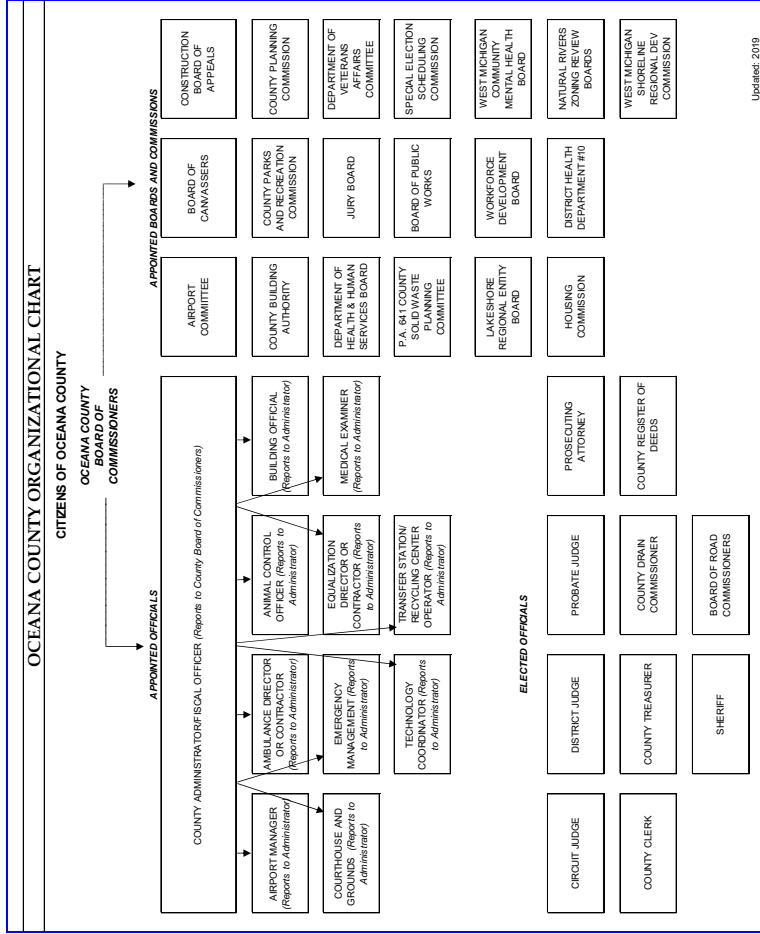 OCEANA COUNTY ORGANIZATIONAL CHART
CITIZENS OF OCEANA COUNTY
OCEANA COUNTY
BOARD OF
COMMISSIONERS
APPOINTED OFFICIALS
COUNTY ADMINISTRATOR/FISCAL OFFICER (Reports to County Board of Commissioners)
AIRPORT MANAGER
(Reports to Administrator)
AMBULANCE DIRECTOR
OR CONTRACTOR
(Reports to Administrator)
ANIMAL CONTROL
OFFICER (Reports to
Administrator)
BUILDING OFFICIAL
(Reports to Administrator)
COURTHOUSE AND
GROUNDS (Reports to
Administrator)
EMERGENCY
MANAGEMENT (Reports
to Administrator)
EQUALIZATION
DIRECTOR OR
CONTRACTOR (Reports
to Administrator)
MEDICAL EXAMINER
(Reports to Administrator)
TECHNOLOGY
COORDINATOR (Reports
to Administrator)
TRANSFER STATION/
RECYCLING CENTER
OPERATOR (Reports to
Administrator)
ELECTED OFFICIALS
CIRCUIT JUDGE
DISTRICT JUDGE
PROBATE JUDGE
PROSECUTING
ATTORNEY
COUNTY CLERK
COUNTY TREASURER
COUNTY DRAIN
COMMISSIONER
COUNTY REGISTER OF
DEEDS
SHERIFF
BOARD OF ROAD
COMMISSIONERS
APPOINTED BOARDS AND COMMISSIONS
AIRPORT
COMMITTEE
BOARD OF
CANVASSERS
CONSTRUCTION
BOARD OF
APPEALS
COUNTY BUILDING
AUTHORITY
COUNTY PARKS
AND RECREATION
COMMISSION
COUNTY PLANNING
COMMISSION
DEPARTMENT OF
HEALTH & HUMAN
SERVICES BOARD
JURY BOARD
DEPARTMENT OF
VETERANS
AFFAIRS
COMMITTEE
P.A. 641 COUNTY
SOLID WASTE
PLANNING
COMMITTEE
BOARD OF PUBLIC
WORKS
SPECIAL ELECTION
SCHEDULING
COMMISSION
LAKESHORE
REGIONAL ENTITY
BOARD
WORKFORCE
DEVELOPMENT
BOARD
WEST MICHIGAN
COMMUNITY
MENTAL HEALTH
BOARD
HOUSING
COMMISSION
DISTRICT HEALTH
DEPARTMENT #10
NATURAL RIVERS
ZONING REVIEW
BOARDS
WEST MICHIGAN
SHORELINE
REGIONAL DEV
COMMISSION
Updated: 2019